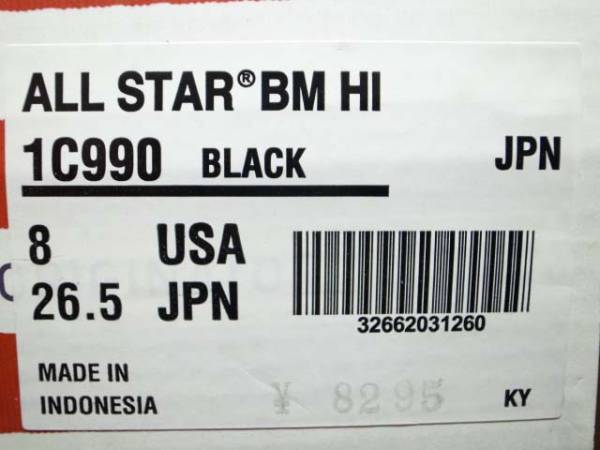 ALL STAR® BM HI
1C990 BLACK JPN
8 USA
26.5 JPN
32662031260
MADE IN
INDONESIA
¥ 8295
KY